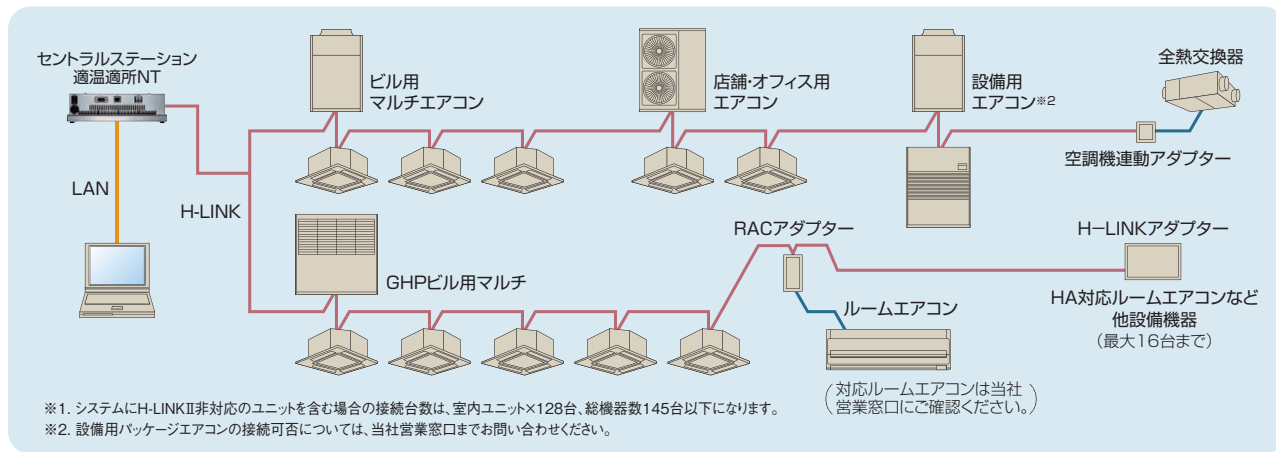 セントラルステーション
適温適所NT
LAN
H-LINK
ビル用
マルチエアコン
店舗・オフィス用
エアコン
設備用
エアコン※2
全熱交換器
空調機連動アダプター
GHPビル用マルチ
RACアダプター
ルームエアコン
(対応ルームエアコンは当社
営業窓口にご確認ください。)
H-LINKアダプター
HA対応ルームエアコンなど
他設備機器
(最大16台まで)
※1. システムにH-LINKⅡ非対応のユニットを含む場合の接続台数は、室内ユニット×128台、総機器数145台以下になります。
※2. 設備用パッケージエアコンの接続可否については、当社営業窓口までお問い合わせください。